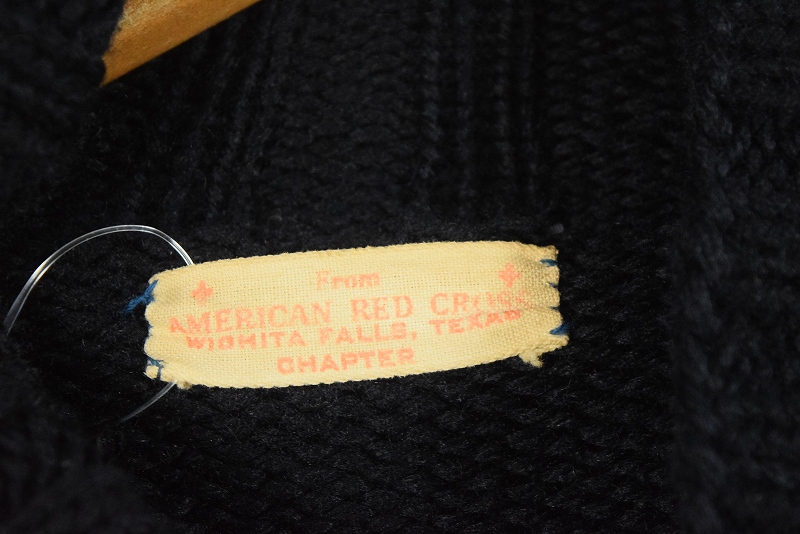 From
AMERICAN RED CROSS
WICHITA FALLS, TEXAS
CHAPTER